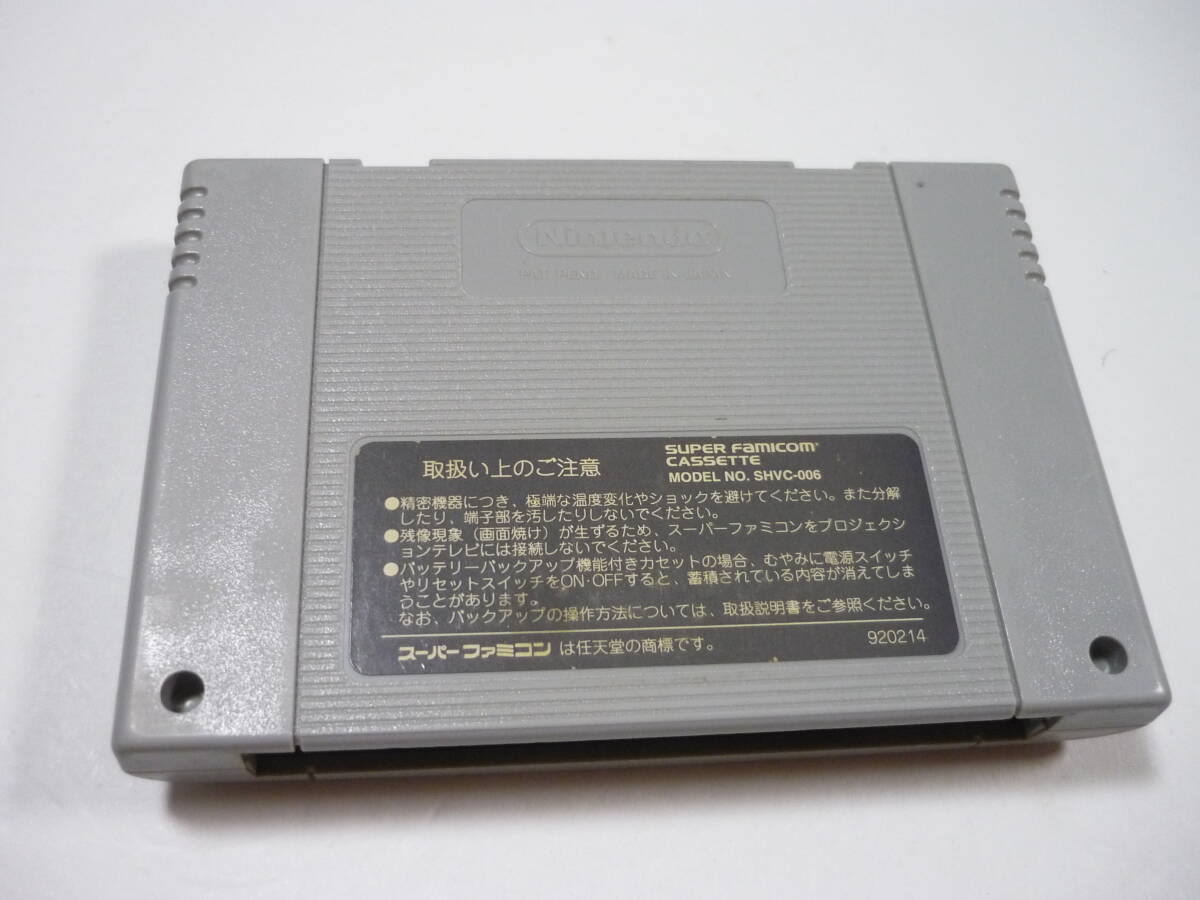 Nintendo
PAT. PEND. MADE IN JAPAN
取扱い上のご注意
SUPER FAMICOM
CASSETTE
MODEL NO. SHVC-006
●精密機器につき、極端な温度変化やショックを避けてください。また分解
したり、端子部を汚したりしないでください。
●残像現象(画面焼け)が生ずるため、スーパーファミコンをプロジェクシ
ョンテレビには接続しないでください。
●バッテリーバックアップ機能付きカセットの場合、むやみに電源スイッチ
やリセットスイッチをON・OFFすると、蓄積されている内容が消えてしま
うことがあります。
なお、バックアップの操作方法については、取扱説明書をご参照ください。
スーパーファミコン は任天堂の商標です。
920214